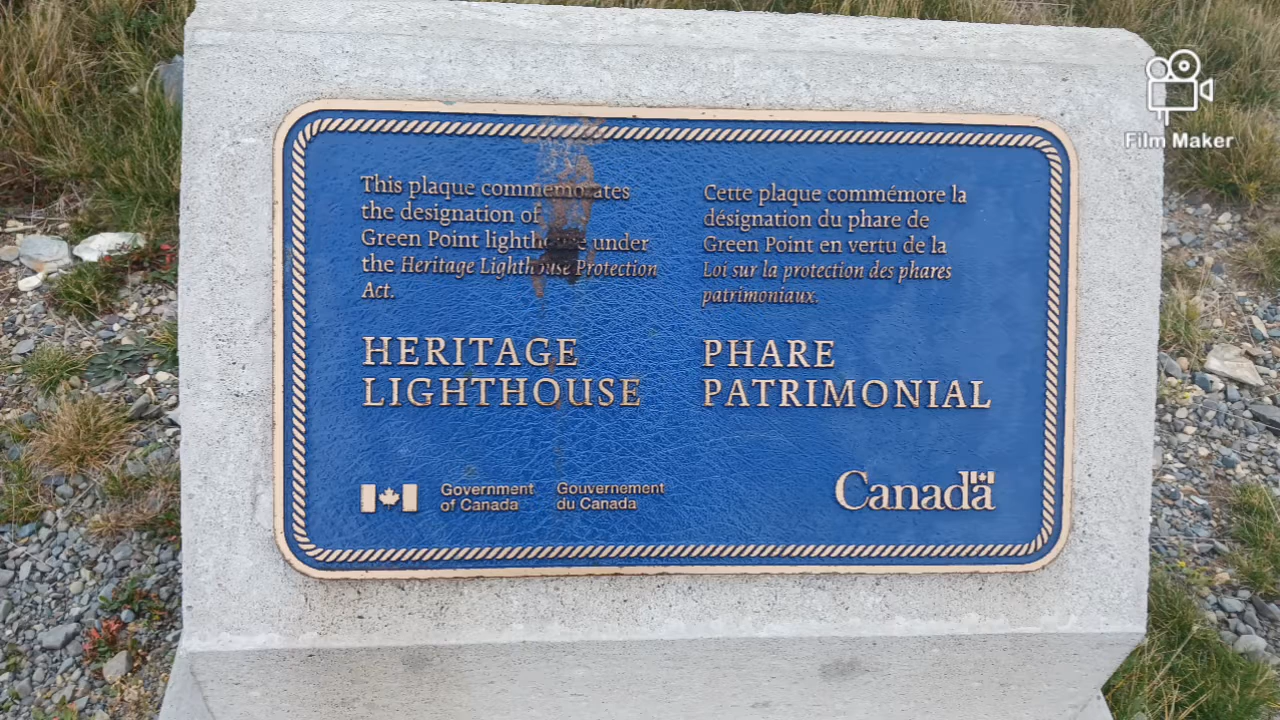 This plaque commemorates
the designation of
Green Point lighthouse under
the Heritage Lighthouse Protection
Act.
HERITAGE
LIGHTHOUSE
Cette plaque commémore la
désignation du phare de
Green Point en vertu de la
Loi sur la protection des phares
patrimoniaux.
PHARE
PATRIMONIAL
Government
of Canada
Gouvernement
du Canada
Canada
Film Maker